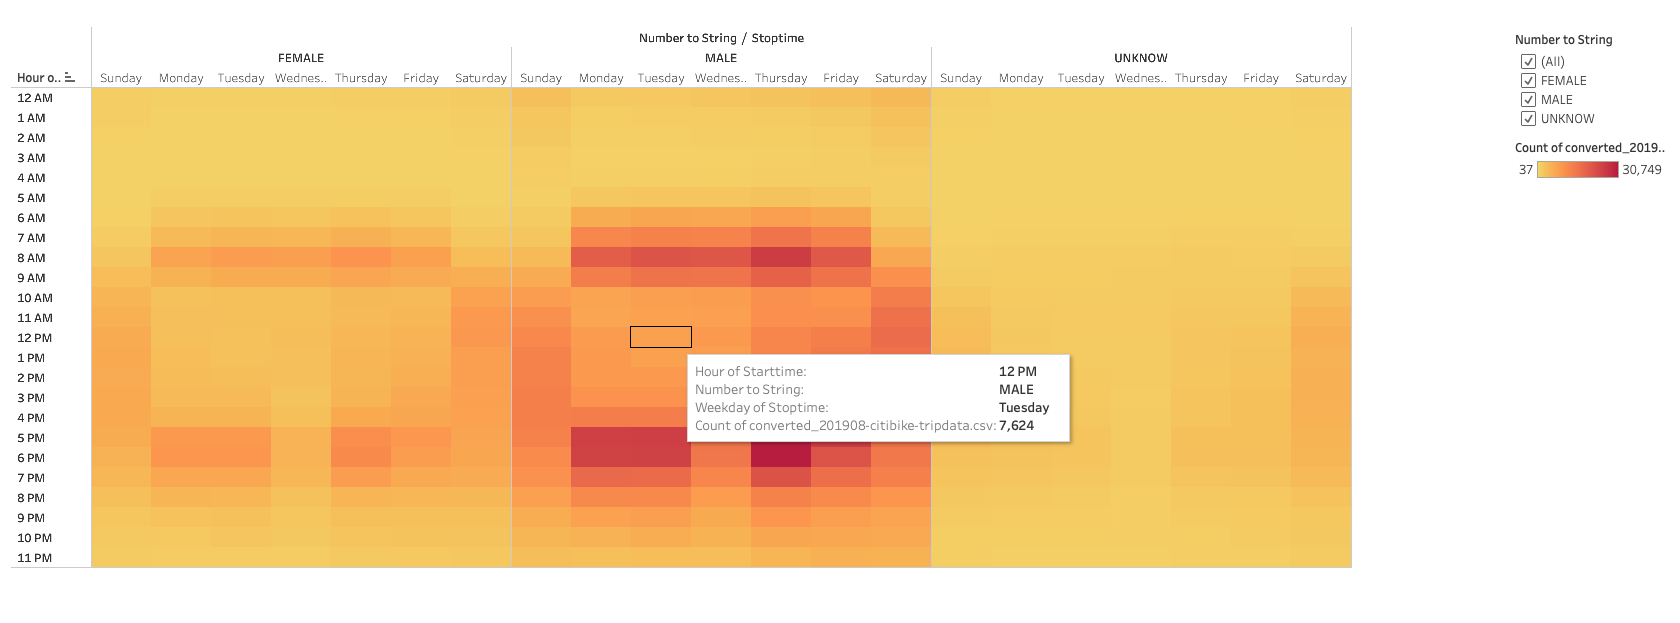 Number to String / Stoptime
FEMALE MALE UNKNOW
Hour o.. Sunday Monday Tuesday Wednes.. Thursday Friday Saturday Sunday Monday Tuesday Wednes.. Thursday Friday Saturday Sunday Monday Tuesday Wednes.. Thursday Friday Saturday
12 AM
1 AM
2 AM
3 AM
4 AM
5 AM
6 AM
7 AM
8 AM
9 AM
10 AM
11 AM
12 PM
1 PM
2 PM
3 PM
4 PM
5 PM
6 PM
7 PM
8 PM
9 PM
10 PM
11 PM
Hour of Starttime: 12 PM
Number to String: MALE
Weekday of Stoptime: Tuesday
Count of converted_201908-citibike-tripdata.csv: 7,624
Number to String
(All)
FEMALE
MALE
UNKNOW
Count of converted_2019..
37 30,749